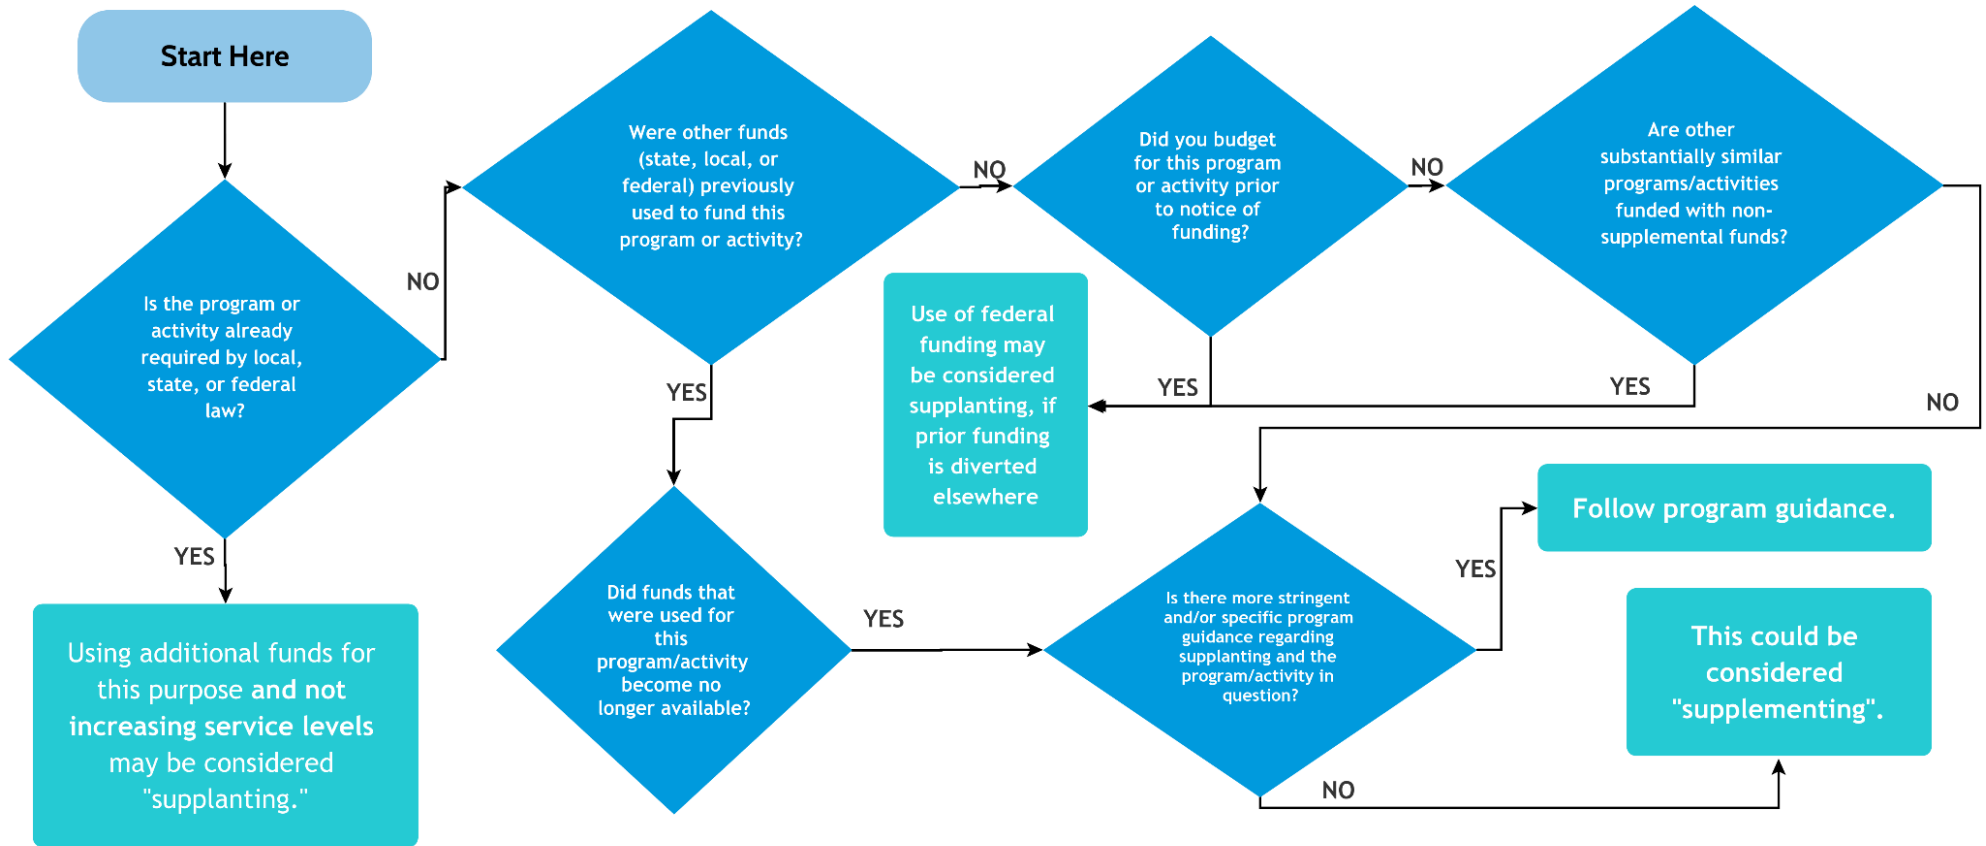 Start Here
Is the program or
activity already
required by local,
state, or federal
law?
NO
YES
Using additional funds for
this purpose and not
increasing service levels
may be considered
"supplanting."
Were other funds
(state, local, or
federal) previously
used to fund this
program or activity?
NO
YES
Did funds that
were used for
this
program/activity
become no
longer available?
YES
Did you budget
for this program
or activity prior
to notice of
funding?
NO
YES
Use of federal
funding may
be considered
supplanting, if
prior funding
is diverted
elsewhere
Are other
substantially similar
programs/activities
funded with non-
supplemental funds?
YES
NO
Is there more stringent
and/or specific program
guidance regarding
supplanting and the
program/activity in
question?
YES
Follow program guidance.
NO
This could be
considered
"supplementing".